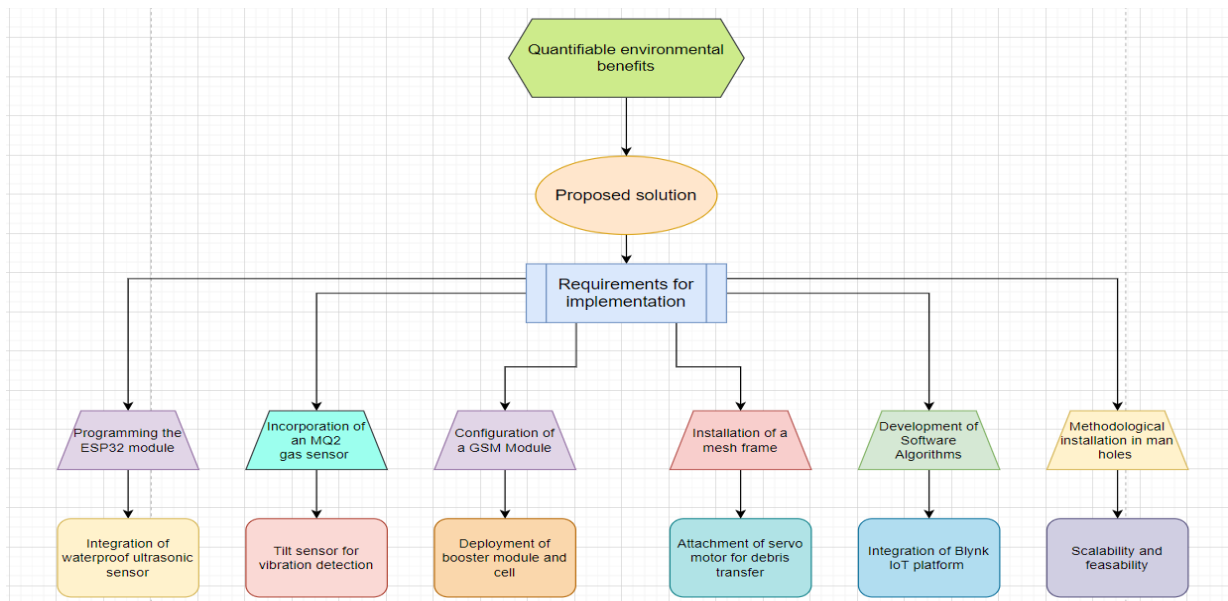 Quantifiable environmental
benefits
Proposed solution
Requirements for
implementation
Programming the
ESP32 module
Incorporation of
an MQ2
gas sensor
Configuration of
a GSM Module
Installation of a
mesh frame
Development of
Software
Algorithms
Methodological
installation in man
holes
Integration of
waterproof ultrasonic
sensor
Tilt sensor for
vibration detection
Deployment of
booster module and
cell
Attachment of servo
motor for debris
transfer
Integration of Blynk
IoT platform
Scalability and
feasability